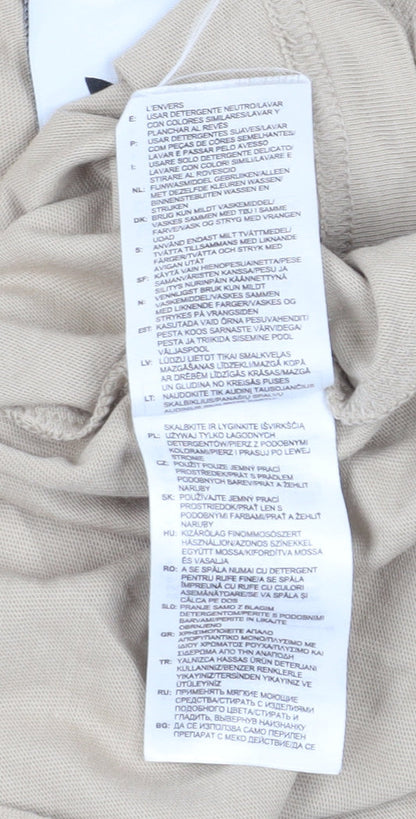 L'ENVERS
E: USAR DETERGENTE NEUTRO/LAVAR
CON COLORES SIMILARES/LAVAR Y
PLANCHAR AL REVÉS
P: USAR DETERGENTES SUAVES/LAVAR
COM PEÇAS DE CÔRES SEMELHANTES/
LAVAR E PASSAR PELO AVESSO
I: USARE SOLO DETERGENTE DELICATO/
LAVARE CON COLORI SIMILI/LAVARE E
STIRARE AL ROVESCIO
NL: FIJNWASMIDDEL GEBRUIKEN/ALLEEN
MET DEZELFDE KLEUREN WASSEN/
BINNENSTEBUITEN WASSEN EN
STRIJKEN
DK: BRUG KUN MILDT VASKEMIDDEL/
VASKES SAMMEN MED TØJ I SAMME
FARVE/VASK OG STRYG MED VRANGEN
UDAD
S: ANVÄND ENDAST MILT TVÄTTMEDEL/
TVÄTTA TILLSAMMANS MED LIKNANDE
FÄRGER/TVÄTTA OCH STRYK MED
AVIGAN UTÅT
SF: KÄYTÄ VAIN HIENOPESUAINETTA/PESE
SAMANVÄRISTEN KANSSA/PESU JA
SILITYS NURINPÄIN KÄÄNNETTYNÄ
N: VENNLIGST BRUK KUN MILDT
VASKEMIDDEL/VASKES SAMMEN
MED LIKNENDE FARGER/VASKES OG
STRYKES PÅ VRANGSIDEN
EST: KASUTADA VAID ÕRNA PESUVAHENDIT/
PESTA KOOS SARNASTE VÄRVIDEGA/
PESTA JA TRIIKIDA SISEMINE POOL
VÄLJASPOOL
LV: LŪDZU LIETOT TIKAI SMALKVEĻAS
MAZGĀŠANAS LĪDZEKĻI/MAZGĀ KOPĀ
AR DRĒBĒM LĪDZĪGĀS KRĀSĀS/MAZGĀ
UN GLUDINA NO KREISĀS PUSES
LT: NAUDOKITE TIK AUDINĮ TAUSOJANČIUS
SKALBIKLIUS/PANAŠIŲ SPALVŲ
SKALBKITE IR LYGINKITE IŠVIRKŠČIĄ
PL: UŻYWAJ TYLKO ŁAGODNYCH
DETERGENTÓW/PIERZ Z PODOBNYMI
KOLORAMI/PIERZ I PRASUJ PO LEWEJ
STRONIE
CZ: POUŽÍT POUZE JEMNÝ PRACÍ
PROSTŘEDEK/PRÁT S PRÁDLEM
PODOBNÝCH BAREV/PRÁT A ŽEHLIT
NARUBY
SK: POUŽÍVAJTE JEMNÝ PRACÍ
PROSTRIEDOK/PRAŤ LEN S
PODOBNÝMI FARBAMI/PRAŤ A ŽEHLIŤ
NARUBY
HU: KIZÁRÓLAG FINOMMOSÓSZERT
HASZNÁLJON/AZONOS SZÍNEKKEL
EGYÜTT MOSSA/KIFORDÍTVA MOSSA
ÉS VASALJA
RO: A SE SPĂLA NUMAI CU DETERGENT
PENTRU RUFE FINE/A SE SPĂLA
ÎMPREUNĂ CU RUFE CU CULORI
ASEMĂNĂTOARE/SE VA SPĂLA ȘI
CĂLCA PE DOS
SLO: PRANJE SAMO Z BLAGIM
DETERGENTOM/PERITE S PODOBNIMI
BARVAMI/PERITE IN LIKAJTE
OBRNJENO
GR: ΧΡΗΣΙΜΟΠΟΙΕΙΤΕ ΑΠΑΛΟ
ΑΠΟΡΥΠΑΝΤΙΚΟ ΜΟΝΟ/ΠΛΥΣΙΜΟ ΜΕ
ΙΔΙΟΥ ΧΡΩΜΑΤΟΣ ΡΟΥΧΑ/ΠΛΥΣΙΜΟ ΚΑΙ
ΣΙΔΕΡΩΜΑ ΑΠΟ ΤΗΝ ΑΝΑΠΟΔΗ
TR: YALNIZCA HASSAS ÜRÜN DETERJANI
KULLANINIZ/BENZER RENKLERLE
YIKAYINIZ/TERSİNDEN YIKAYINIZ VE
ÜTÜLEYİNİZ
RU: ПРИМЕНЯТЬ МЯГКИЕ МОЮЩИЕ
СРЕДСТВА/СТИРАТЬ С ИЗДЕЛИЯМИ
ПОДОБНОГО ЦВЕТА/СТИРАТЬ И
ГЛАДИТЬ, ВЫВЕРНУВ НАИЗНАНКУ
BG: ДА СЕ ИЗПОЛЗВА САМО ПЕРИЛЕН
ПРЕПАРАТ С МЕКО ДЕЙСТВИЕ/ДА СЕ